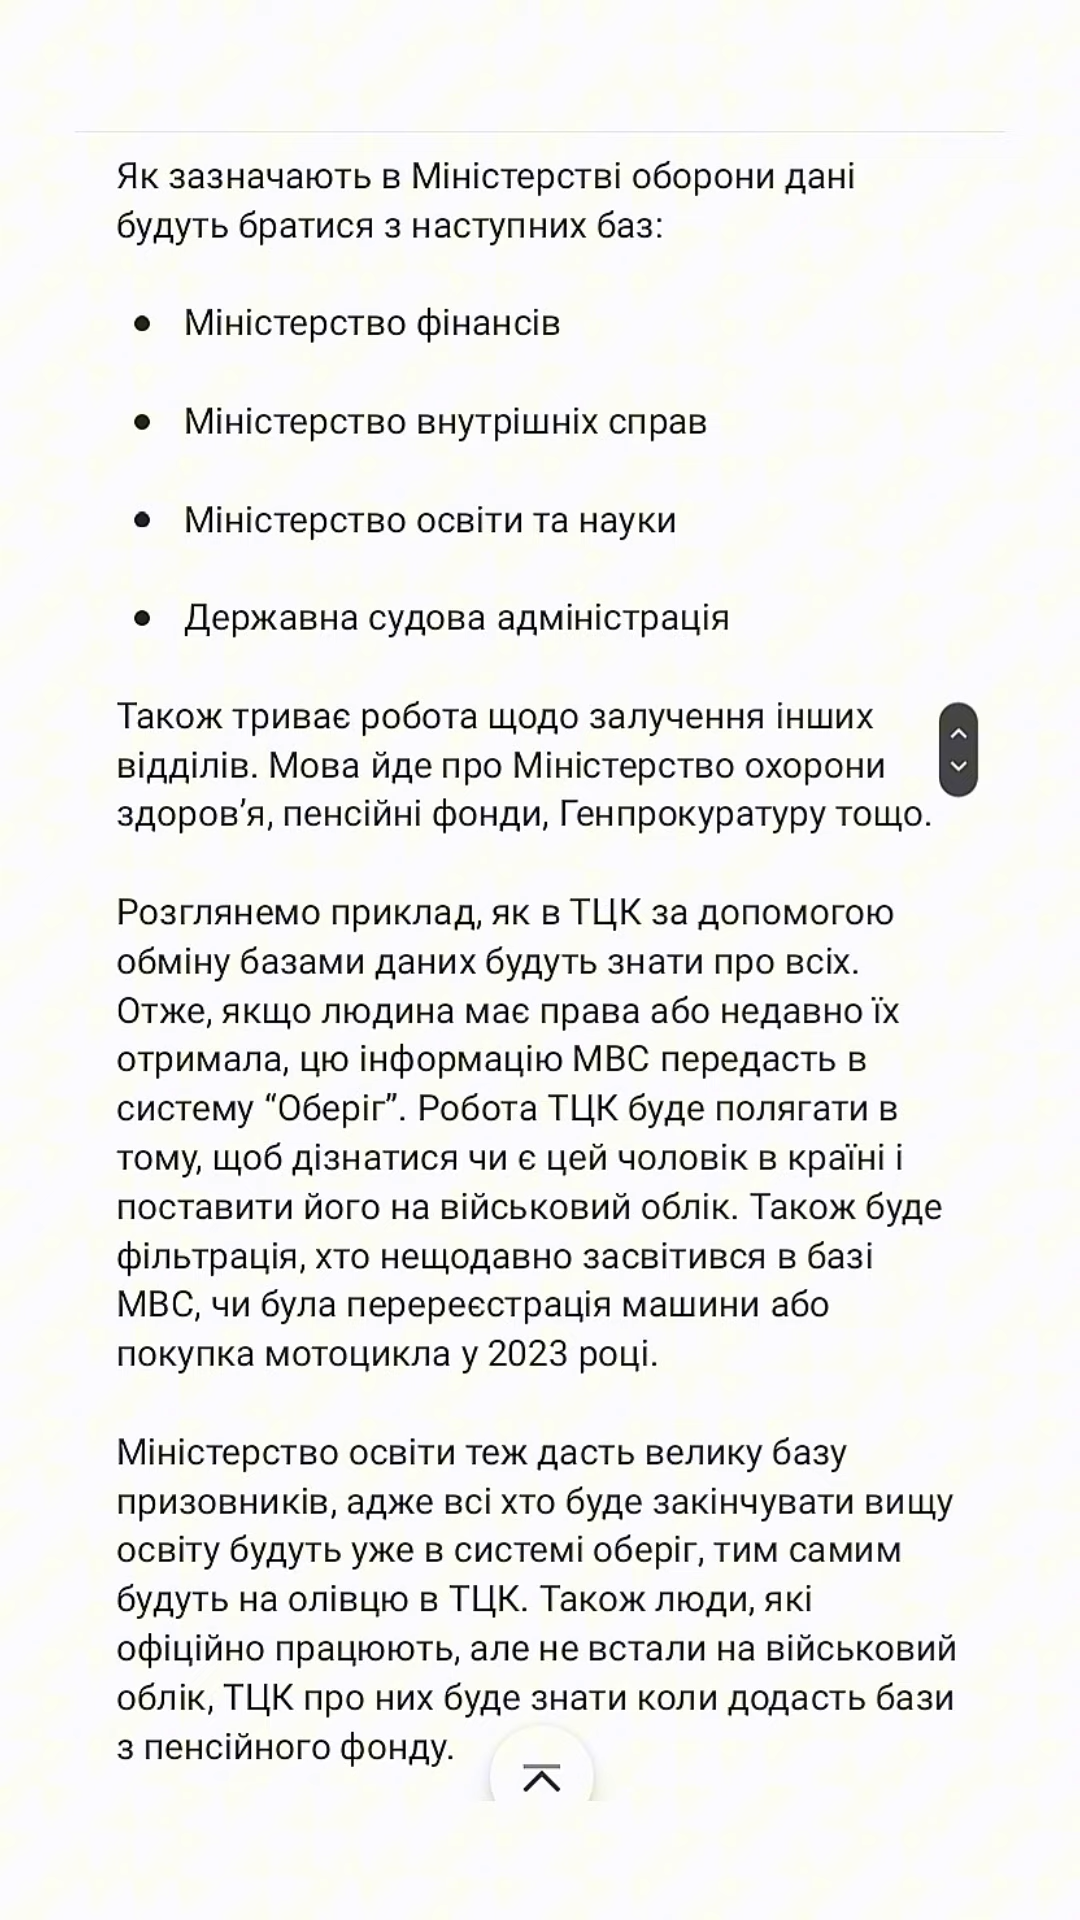 Як зазначають в Міністерстві оборони дані
будуть братися з наступних баз:
● Міністерство фінансів
● Міністерство внутрішніх справ
● Міністерство освіти та науки
● Державна судова адміністрація
Також триває робота щодо залучення інших
відділів. Мова йде про Міністерство охорони
здоров’я, пенсійні фонди, Генпрокуратуру тощо.
Розглянемо приклад, як в ТЦК за допомогою
обміну базами даних будуть знати про всіх.
Отже, якщо людина має права або недавно їх
отримала, цю інформацію МВС передасть в
систему “Оберіг”. Робота ТЦК буде полягати в
тому, щоб дізнатися чи є цей чоловік в країні і
поставити його на військовий облік. Також буде
фільтрація, хто нещодавно засвітився в базі
МВС, чи була перереєстрація машини або
покупка мотоцикла у 2023 році.
Міністерство освіти теж дасть велику базу
призовників, адже всі хто буде закінчувати вищу
освіту будуть уже в системі оберіг, тим самим
будуть на олівцю в ТЦК. Також люди, які
офіційно працюють, але не встали на військовий
облік, ТЦК про них буде знати коли додасть бази
з пенсійного фонду.